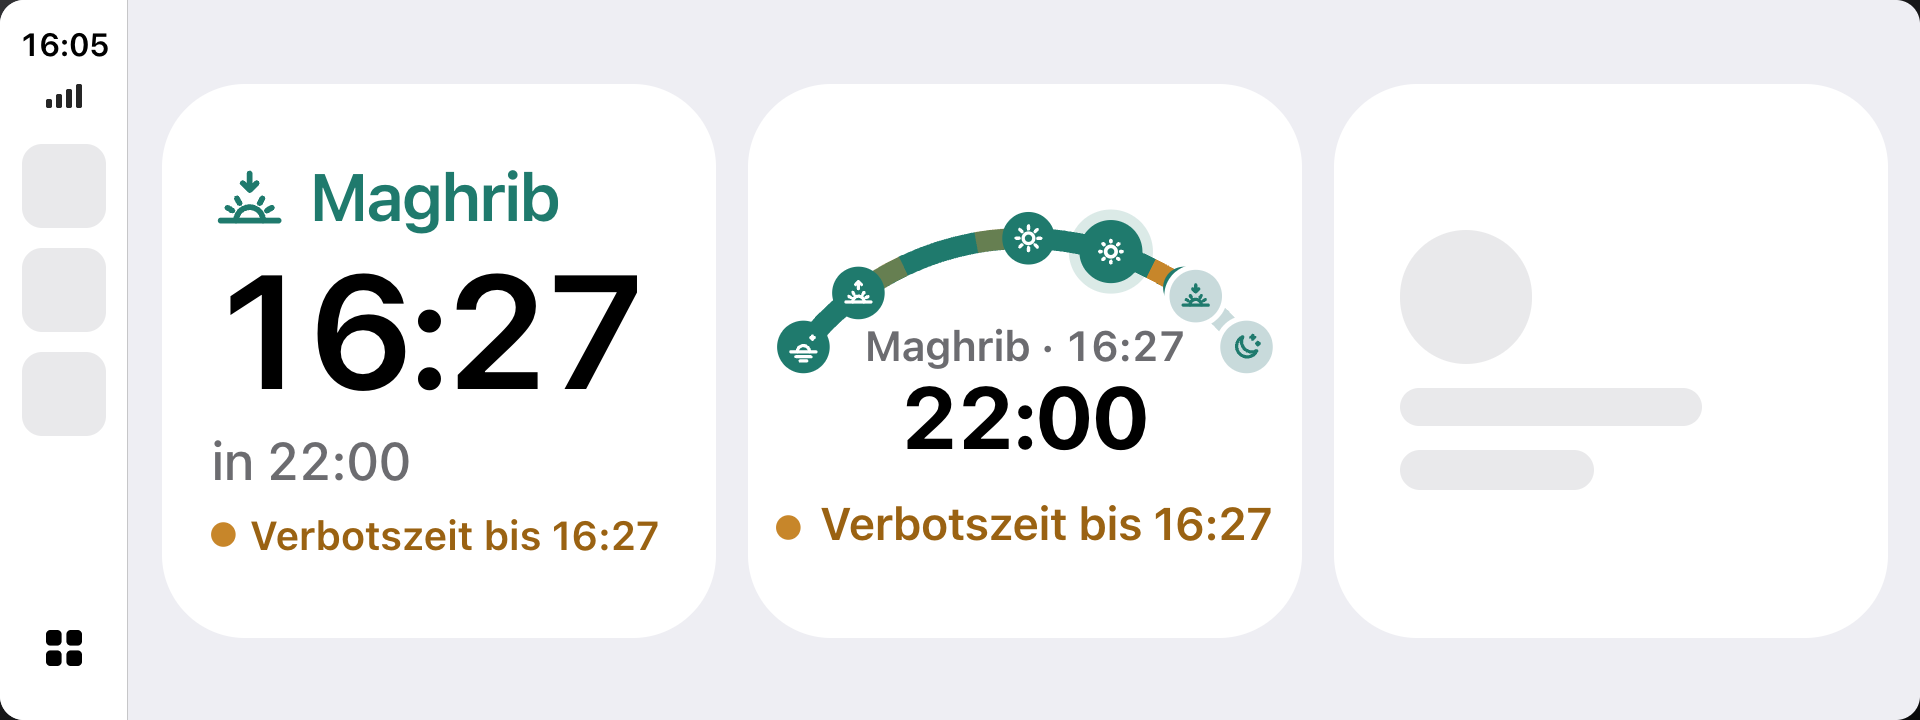 16:05
Maghrib
16:27
in 22:00
Verbotszeit bis 16:27
Maghrib · 16:27
22:00
Verbotszeit bis 16:27